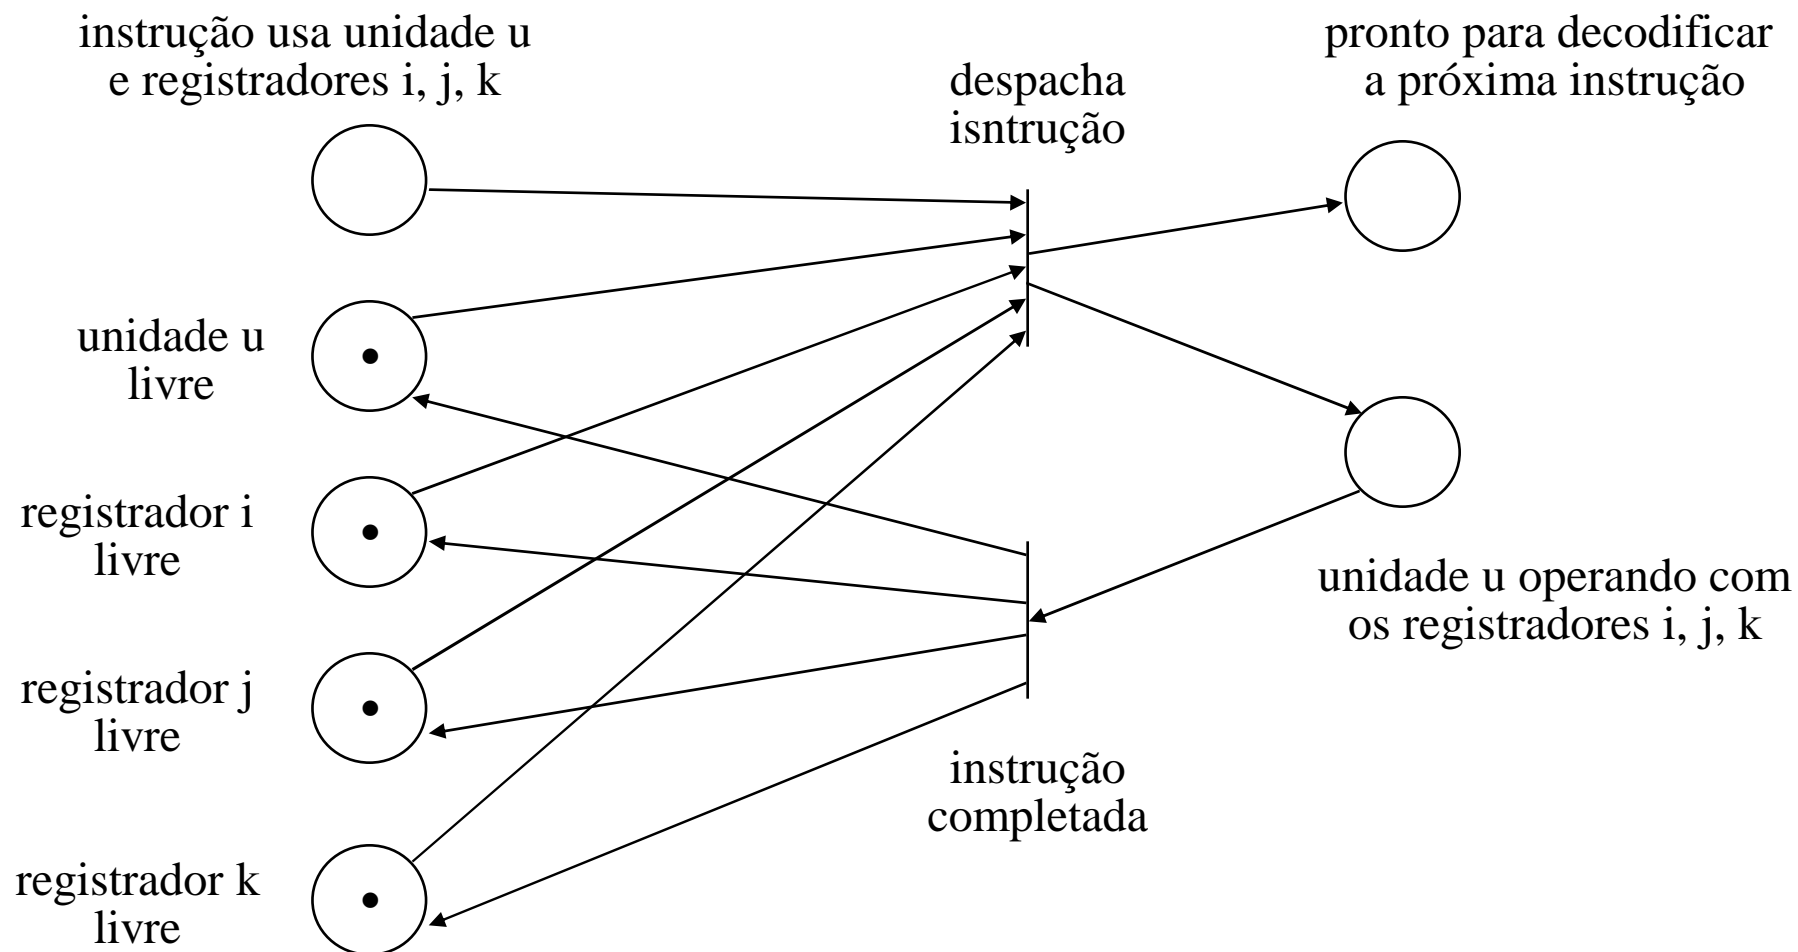 instrução usa unidade u
e registradores i, j, k
despacha
isntrução
pronto para decodificar
a próxima instrução
unidade u
livre
registrador i
livre
unidade u operando com
os registradores i, j, k
registrador j
livre
instrução
completada
registrador k
livre